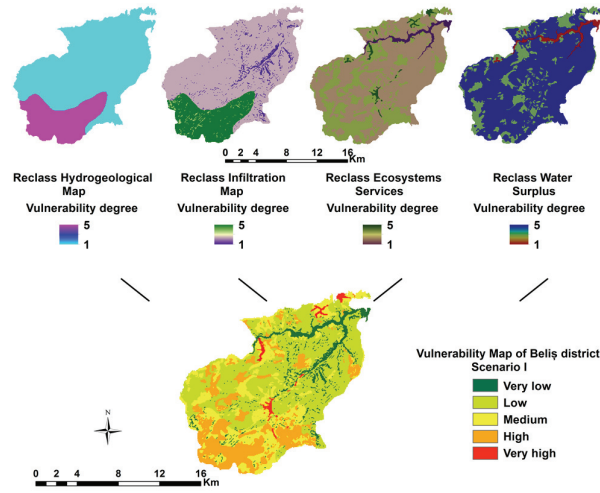 0 2 4 8 12 16
Km
Reclass Hydrogeological
Map
Vulnerability degree
5
1
Reclass Infiltration
Map
Vulnerability degree
5
1
Reclass Ecosystems
Services
Vulnerability degree
5
1
Reclass Water
Surplus
Vulnerability degree
5
1
Vulnerability Map of Beliș district
Scenario I
Very low
Low
Medium
High
Very high
N
0 2 4 8 12 16
Km